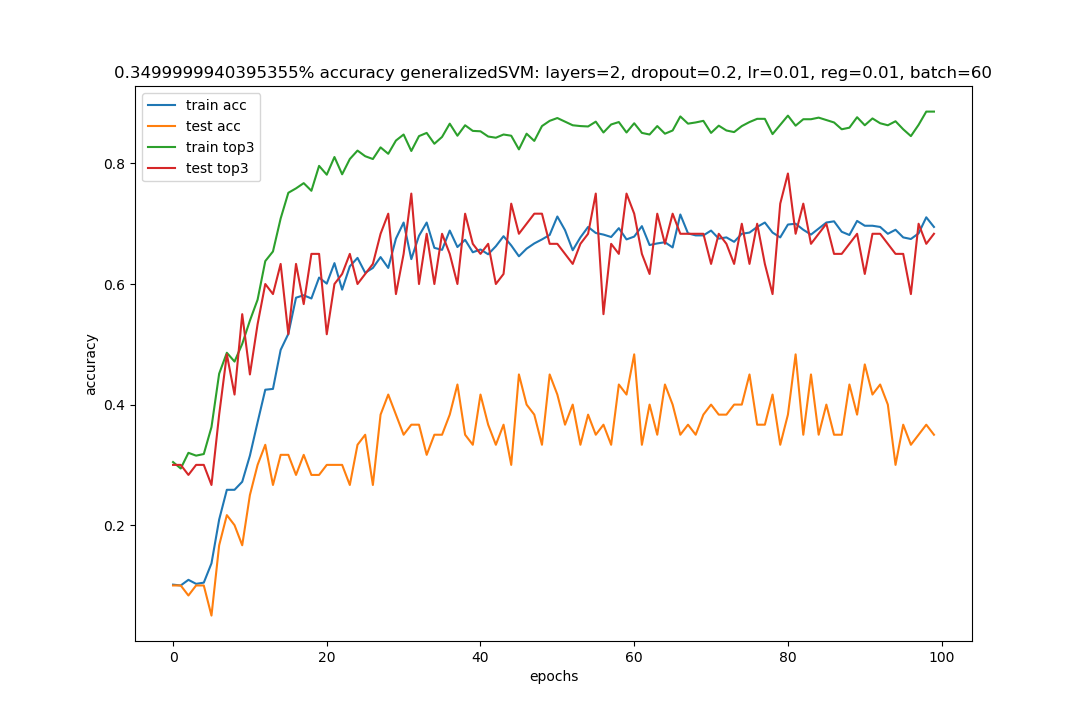 0.3499999940395355% accuracy generalizedSVM: layers=2, dropout=0.2, lr=0.01, reg=0.01, batch=60
train acc
test acc
train top3
test top3
accuracy
0.8
0.6
0.4
0.2
0 20 40 60 80 100
epochs